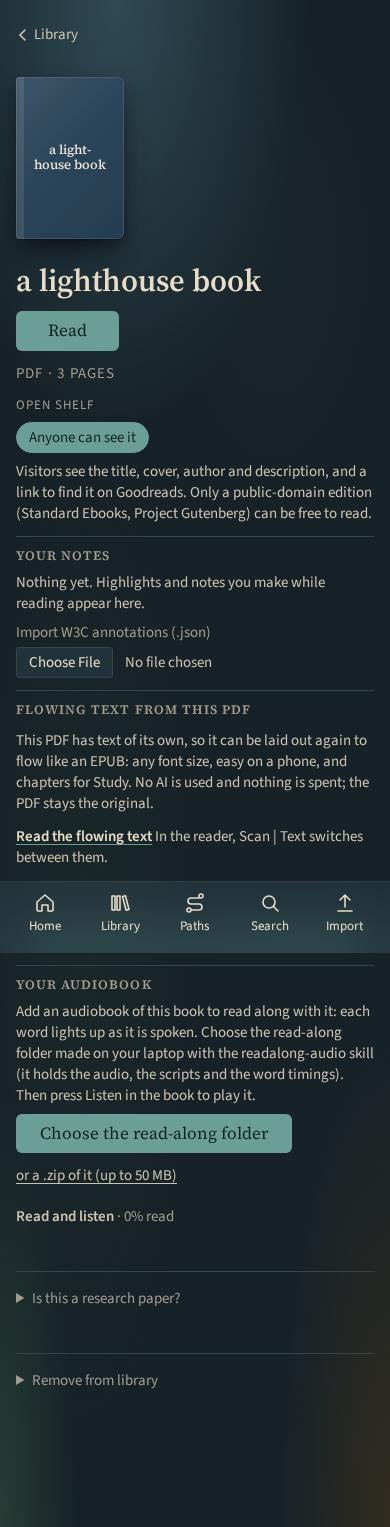 Library
a light-
house book
a lighthouse book
Read
PDF · 3 PAGES
OPEN SHELF
Anyone can see it
Visitors see the title, cover, author and description, and a
link to find it on Goodreads. Only a public-domain edition
(Standard Ebooks, Project Gutenberg) can be free to read.
YOUR NOTES
Nothing yet. Highlights and notes you make while
reading appear here.
Import W3C annotations (.json)
Choose File No file chosen
FLOWING TEXT FROM THIS PDF
This PDF has text of its own, so it can be laid out again to
flow like an EPUB: any font size, easy on a phone, and
chapters for Study. No AI is used and nothing is spent; the
PDF stays the original.
Read the flowing text In the reader, Scan | Text switches
between them.
Home Library Paths Search Import
YOUR AUDIOBOOK
Add an audiobook of this book to read along with it: each
word lights up as it is spoken. Choose the read-along
folder made on your laptop with the readalong-audio skill
(it holds the audio, the scripts and the word timings).
Then press Listen in the book to play it.
Choose the read-along folder
or a .zip of it (up to 50 MB)
Read and listen · 0% read
Is this a research paper?
Remove from library